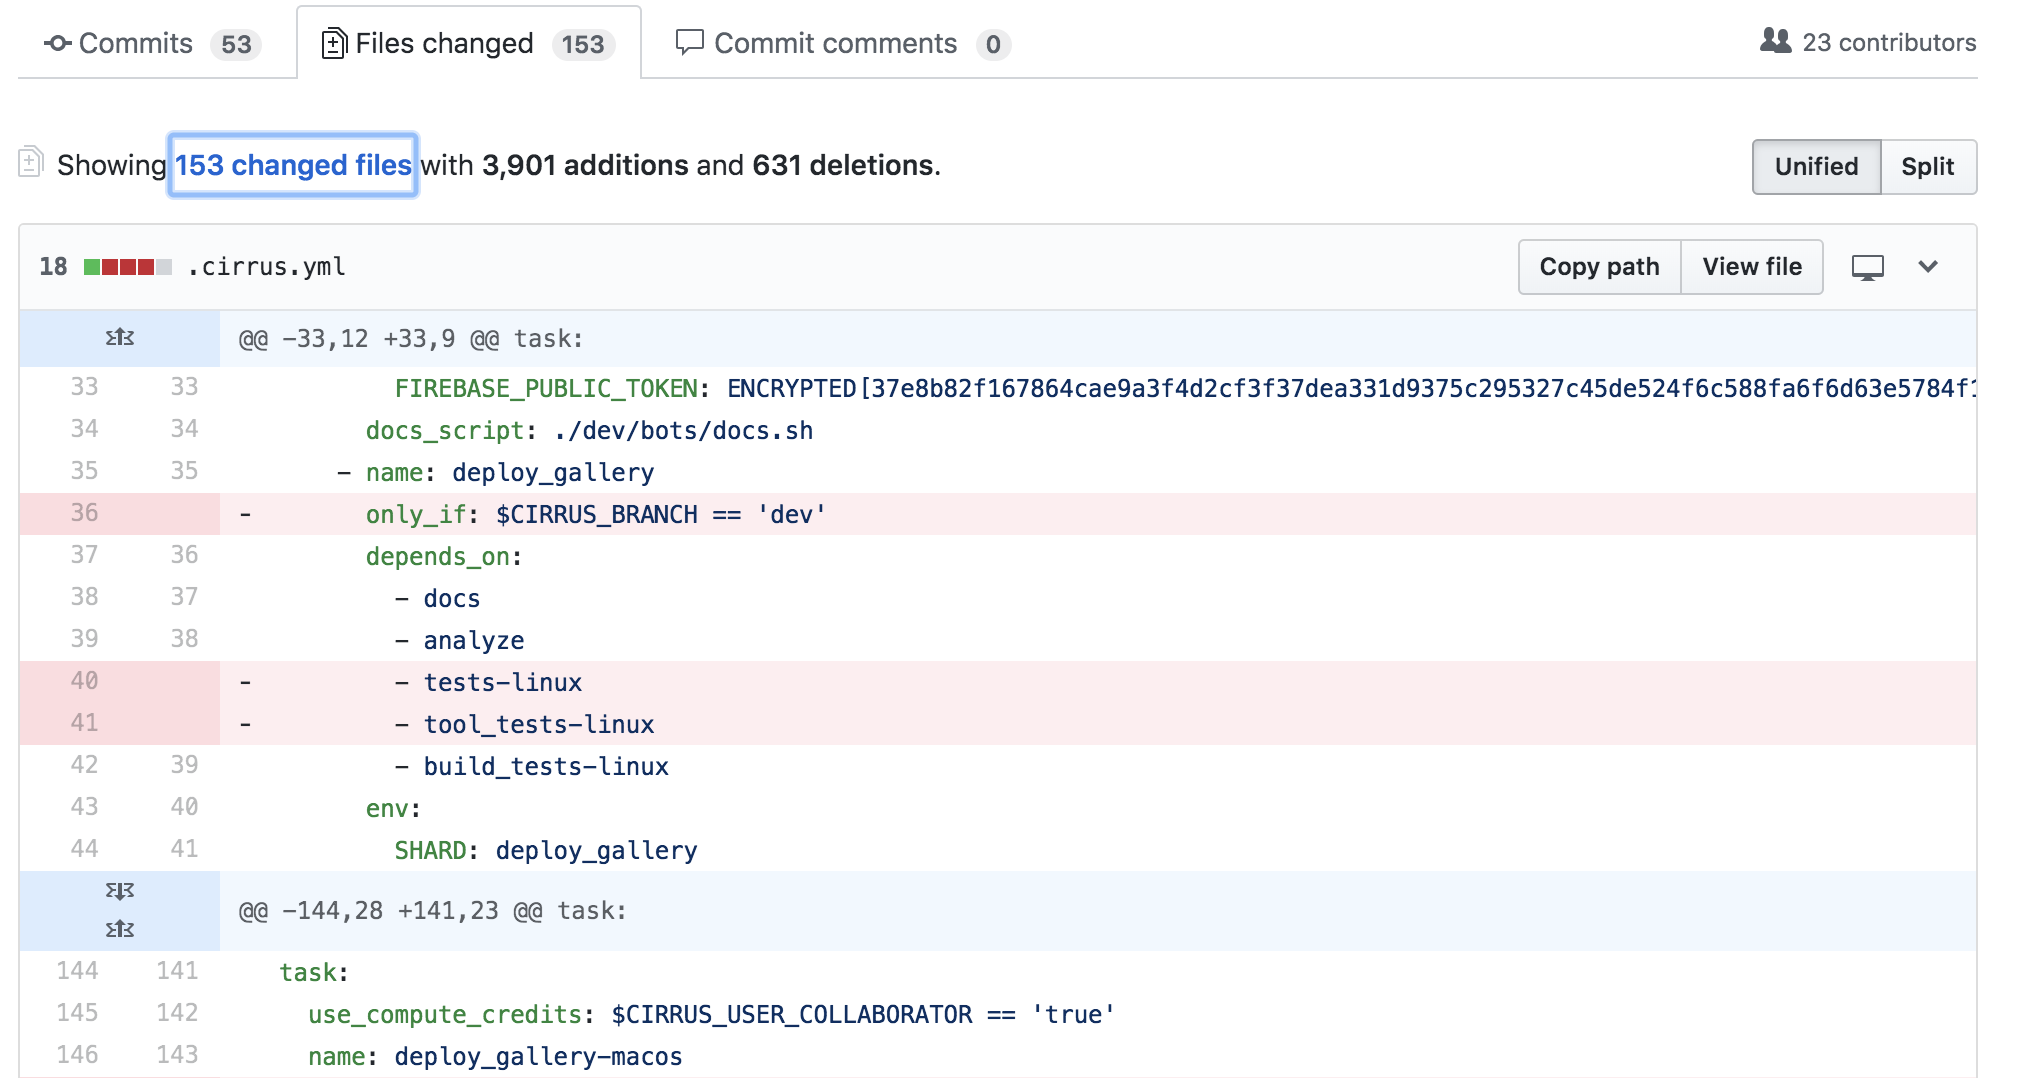 Commits 53 Files changed 153 Commit comments 0 23 contributors
Showing 153 changed files with 3,901 additions and 631 deletions. Unified Split
18 .cirrus.yml Copy path View file
@@ -33,12 +33,9 @@ task:
33 33 FIREBASE_PUBLIC_TOKEN: ENCRYPTED[37e8b82f167864cae9a3f4d2cf3f37dea331d9375c295327c45de524f6c588fa6f6d63e5784f1
34 34 docs_script: ./dev/bots/docs.sh
35 35 - name: deploy_gallery
36 - only_if: $CIRRUS_BRANCH == 'dev'
37 36 depends_on:
38 37 - docs
39 38 - analyze
40 - - tests-linux
41 - - tool_tests-linux
42 39 - build_tests-linux
43 40 env:
44 41 SHARD: deploy_gallery
@@ -144,28 +141,23 @@ task:
144 141 task:
145 142 use_compute_credits: $CIRRUS_USER_COLLABORATOR == 'true'
146 143 name: deploy_gallery-macos